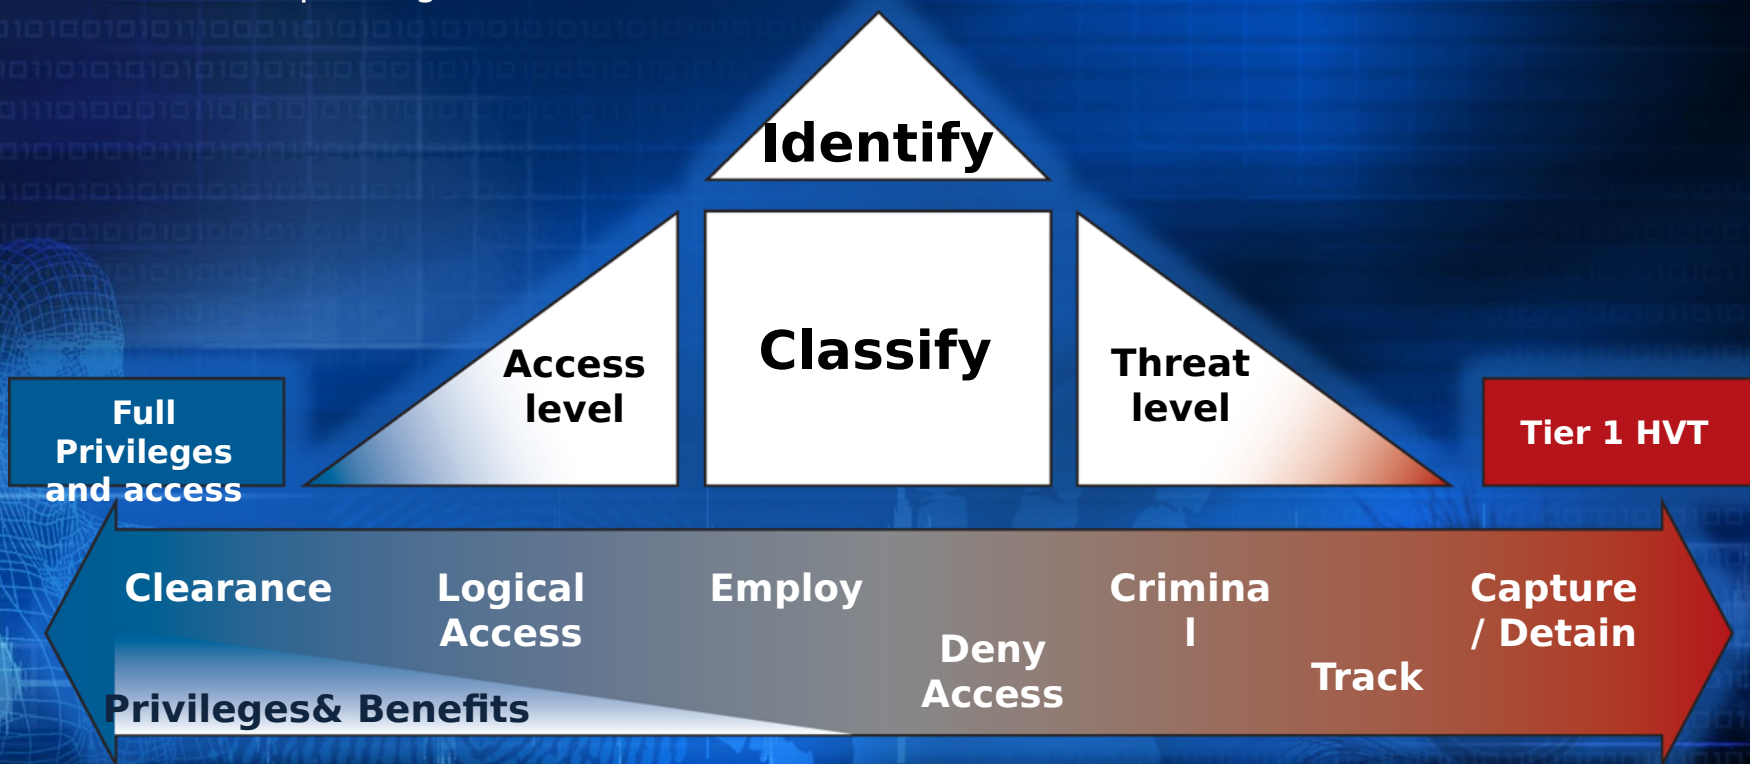 Identify
Classify
Access
level
Threat
level
Full
Privileges
and access
Tier 1 HVT
Clearance
Logical
Access
Employ
Deny
Access
Crimina
l
Track
Capture
/ Detain
Privileges& Benefits